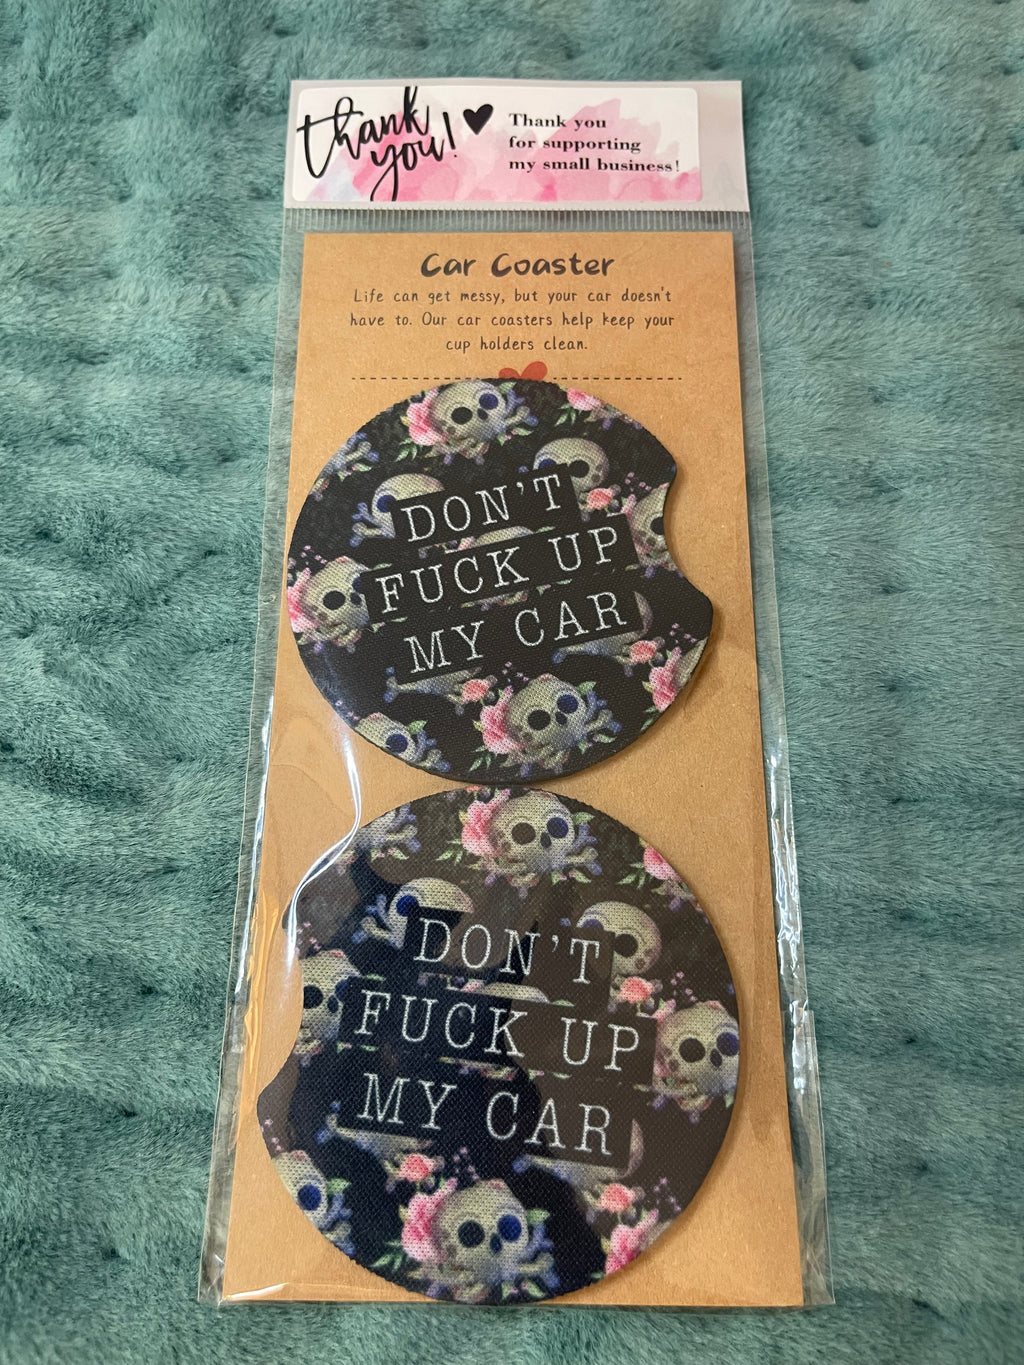 thank
you!
Thank you
for supporting
my small business!
Car Coaster
Life can get messy, but your car doesn't
have to. Our car coasters help keep your
cup holders clean.
DON'T
FUCK UP
MY CAR
DON'T
FUCK UP
MY CAR